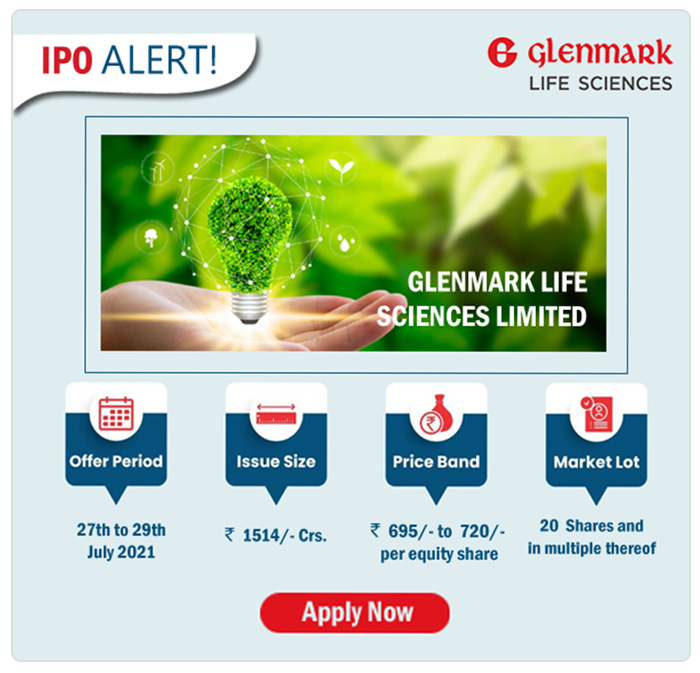 IPO ALERT!
Glenmark
LIFE SCIENCES
GLENMARK LIFE
SCIENCES LIMITED
Offer Period
27th to 29th
July 2021
Issue Size
₹ 1514/- Crs.
Price Band
₹ 695/- to 720/-
per equity share
Market Lot
20 Shares and
in multiple thereof
Apply Now